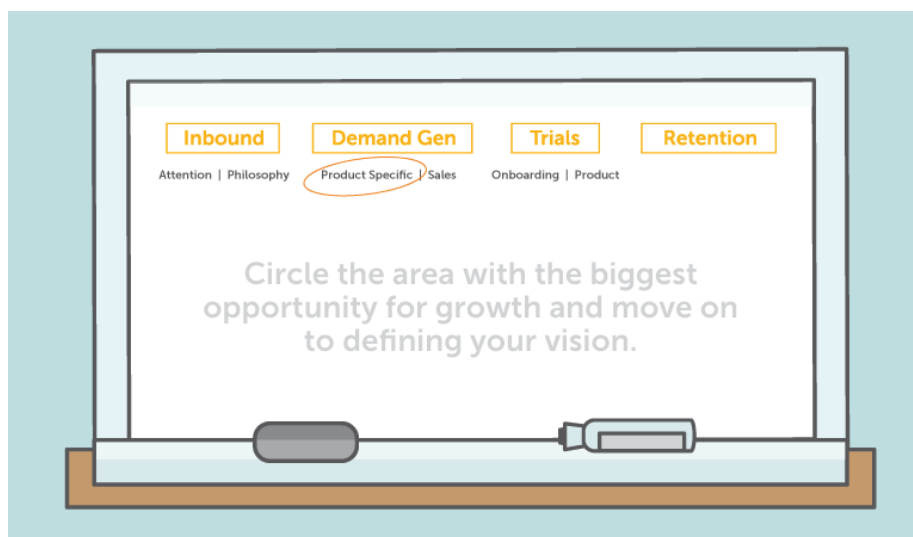 Inbound Demand Gen Trials Retention
Attention | Philosophy Product Specific | Sales Onboarding | Product
Circle the area with the biggest
opportunity for growth and move on
to defining your vision.